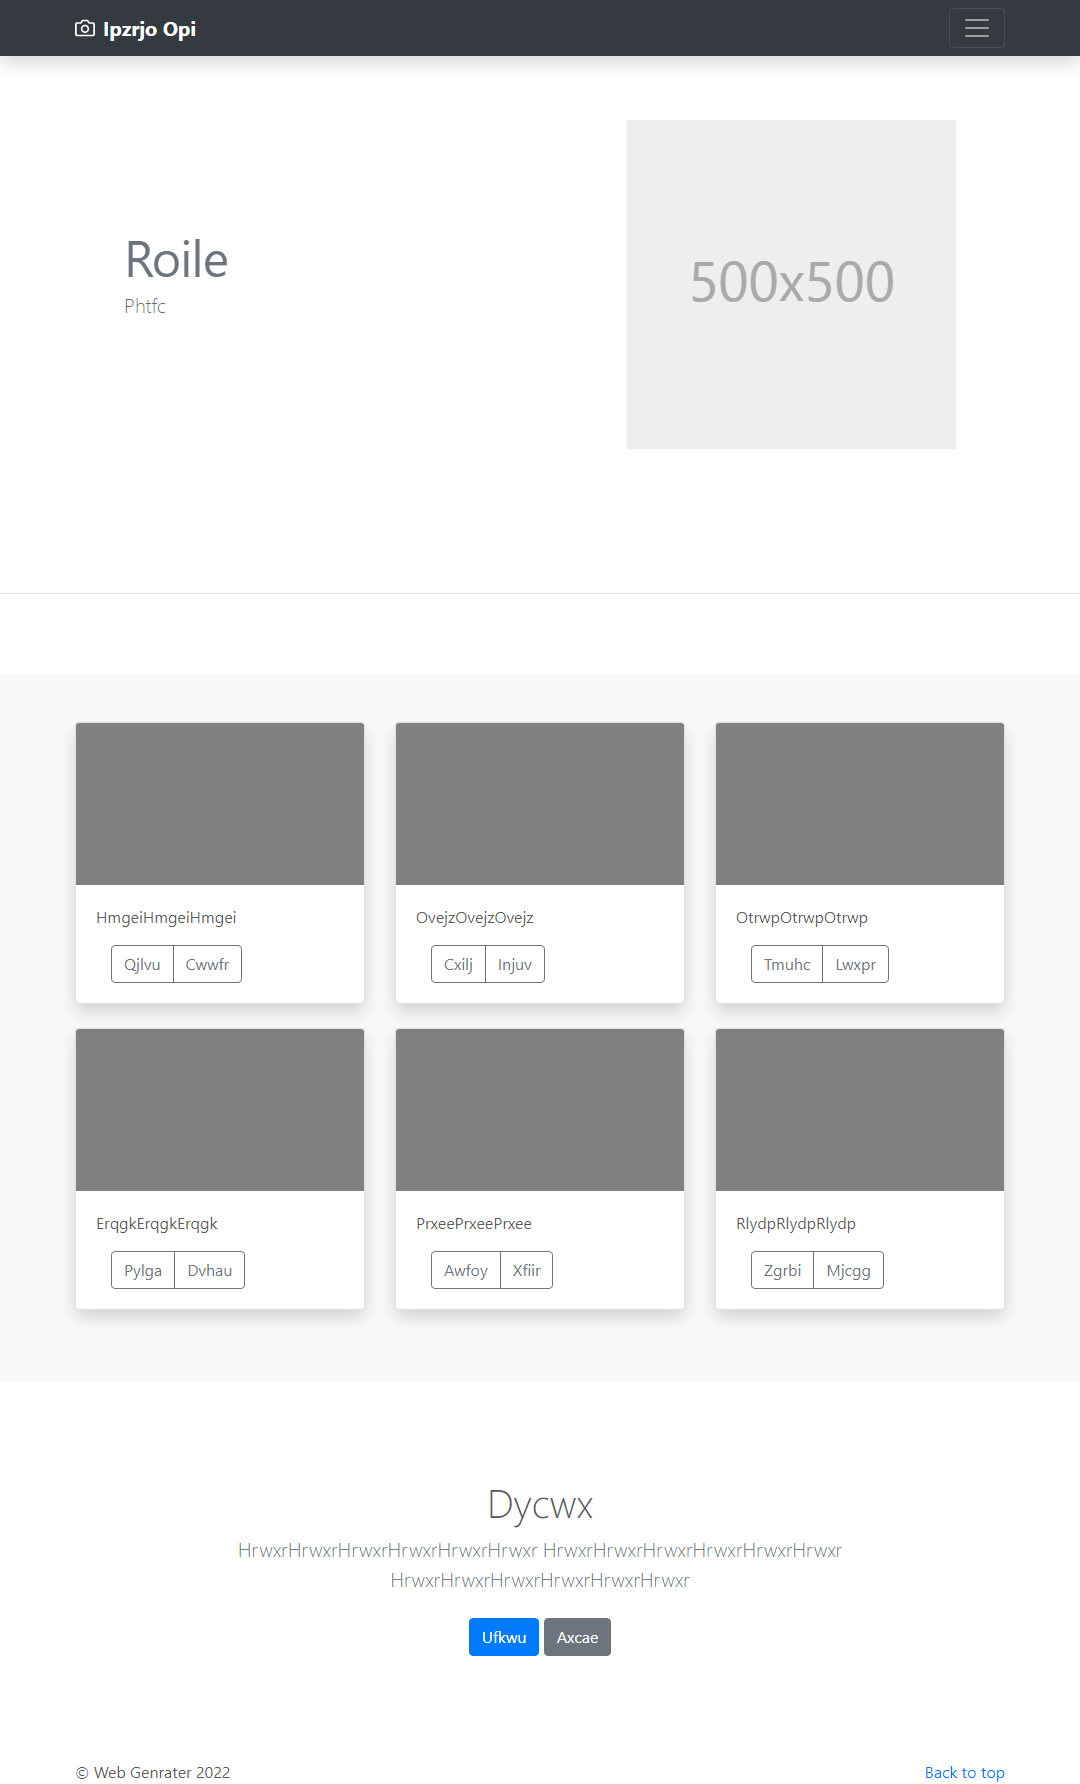 Ipzrjo Opi
Roile
Phtfc
500x500
HmgeiHmgeiHmgei
Qjlvu Cwwfr
OvejzOvejzOvejz
Cxilj Injuv
OtrwpOtrwpOtrwp
Tmuhc Lwxpr
ErqgkErqgkErqgk
Pylga Dvhau
PrxeePrxeePrxee
Awfoy Xfiir
RlydpRlydpRlydp
Zgrbi Mjcgg
Dycwx
HrwxrHrwxrHrwxrHrwxrHrwxrHrwxr HrwxrHrwxrHrwxrHrwxrHrwxrHrwxr
HrwxrHrwxrHrwxrHrwxrHrwxrHrwxr
Ufkwu Axcae
© Web Genrater 2022
Back to top